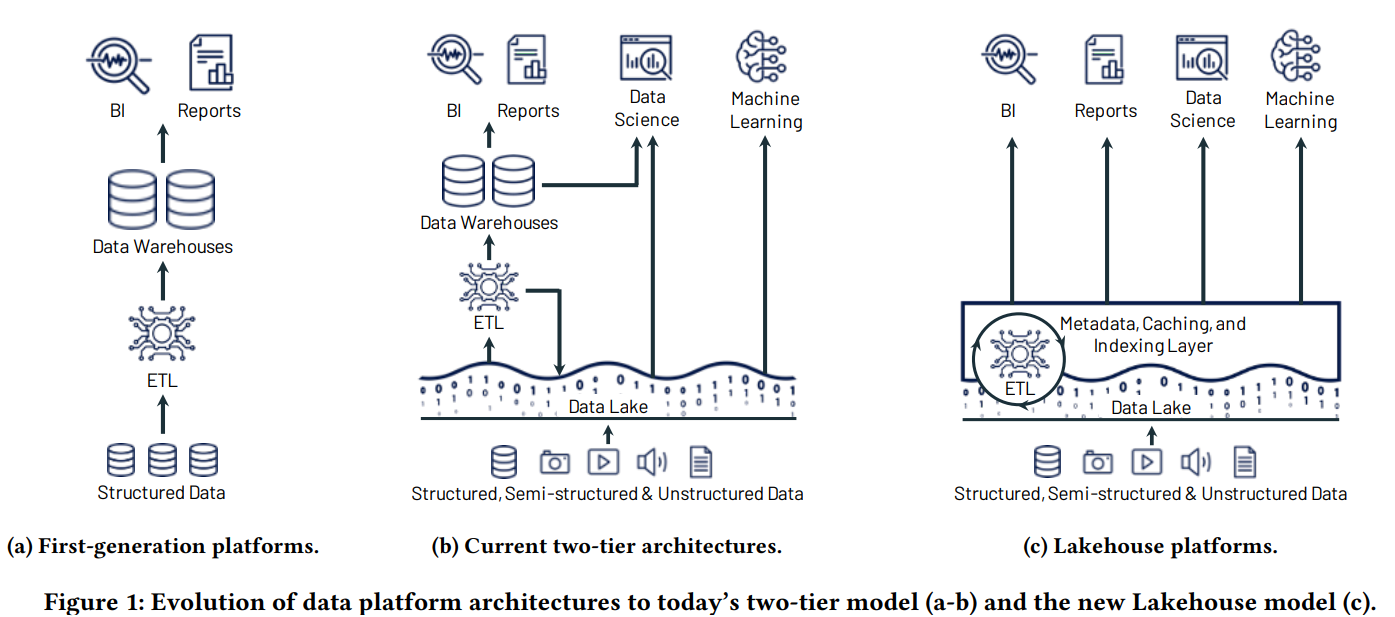 BI
Reports
Data Warehouses
ETL
Structured Data
(a) First-generation platforms.
BI
Reports
Data
Science
Machine
Learning
Data Warehouses
ETL
Data Lake
Structured, Semi-structured & Unstructured Data
(b) Current two-tier architectures.
BI
Reports
Data
Science
Machine
Learning
Metadata, Caching, and
Indexing Layer
ETL
Data Lake
Structured, Semi-structured & Unstructured Data
(c) Lakehouse platforms.
Figure 1: Evolution of data platform architectures to today's two-tier model (a-b) and the new Lakehouse model (c).